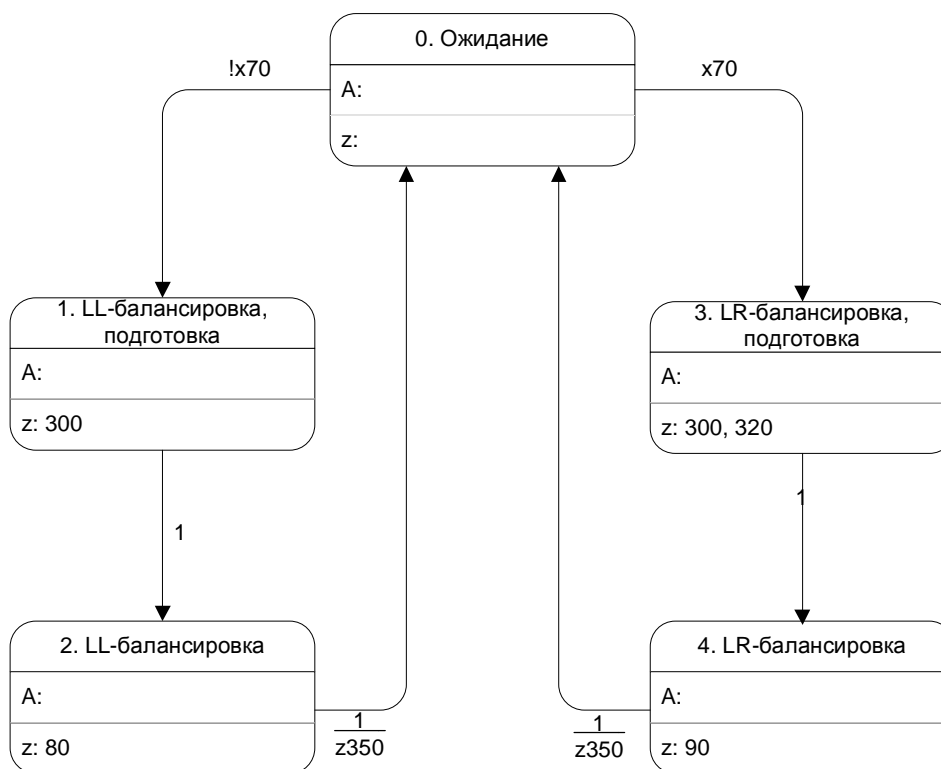 0. Ожидание
!x70
x70
A:
z:
1. LL-балансировка,
подготовка
3. LR-балансировка,
подготовка
A:
A:
z: 300
z: 300, 320
1
1
2. LL-балансировка
4. LR-балансировка
A:
A:
1
z350
1
z350
z: 80
z: 90